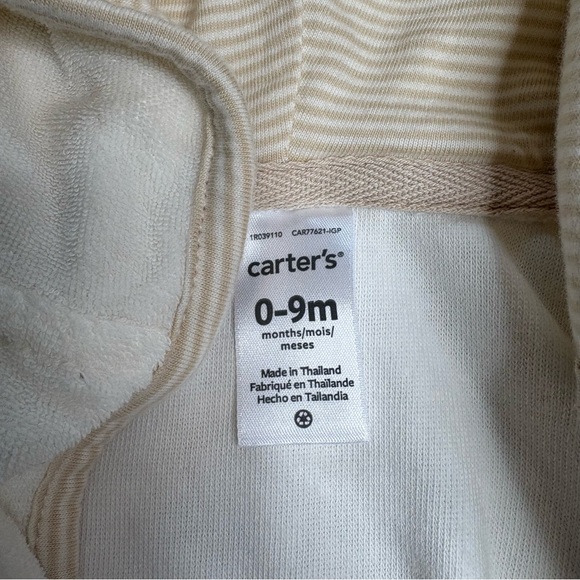 1R039110 CAR77621-IGP
carter's®
0-9m
months/mois/
meses
Made in Thailand
Fabriqué en Thaïlande
Hecho en Tailandia